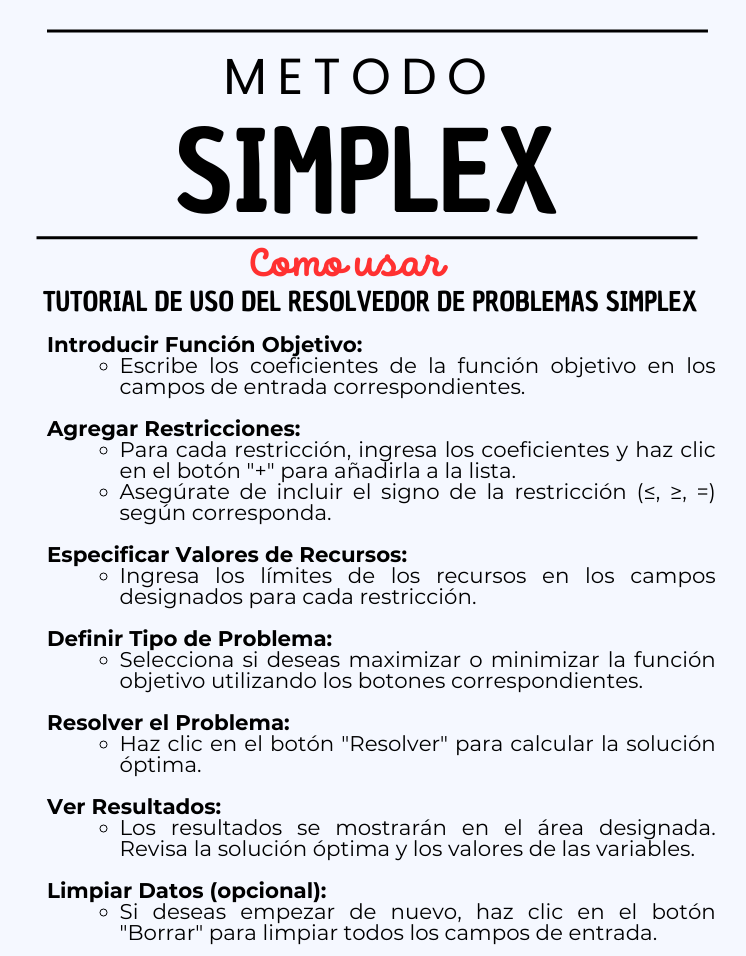 METODO
SIMPLEX
Como usar
TUTORIAL DE USO DEL RESOLVEDOR DE PROBLEMAS SIMPLEX
Introducir Función Objetivo:
◦ Escribe los coeficientes de la función objetivo en los
campos de entrada correspondientes.
Agregar Restricciones:
◦ Para cada restricción, ingresa los coeficientes y haz clic
en el botón "+" para añadirla a la lista.
◦ Asegúrate de incluir el signo de la restricción (≤, ≥, =)
según corresponda.
Especificar Valores de Recursos:
◦ Ingresa los límites de los recursos en los campos
designados para cada restricción.
Definir Tipo de Problema:
◦ Selecciona si deseas maximizar o minimizar la función
objetivo utilizando los botones correspondientes.
Resolver el Problema:
◦ Haz clic en el botón "Resolver" para calcular la solución
óptima.
Ver Resultados:
◦ Los resultados se mostrarán en el área designada.
Revisa la solución óptima y los valores de las variables.
Limpiar Datos (opcional):
◦ Si deseas empezar de nuevo, haz clic en el botón
"Borrar" para limpiar todos los campos de entrada.